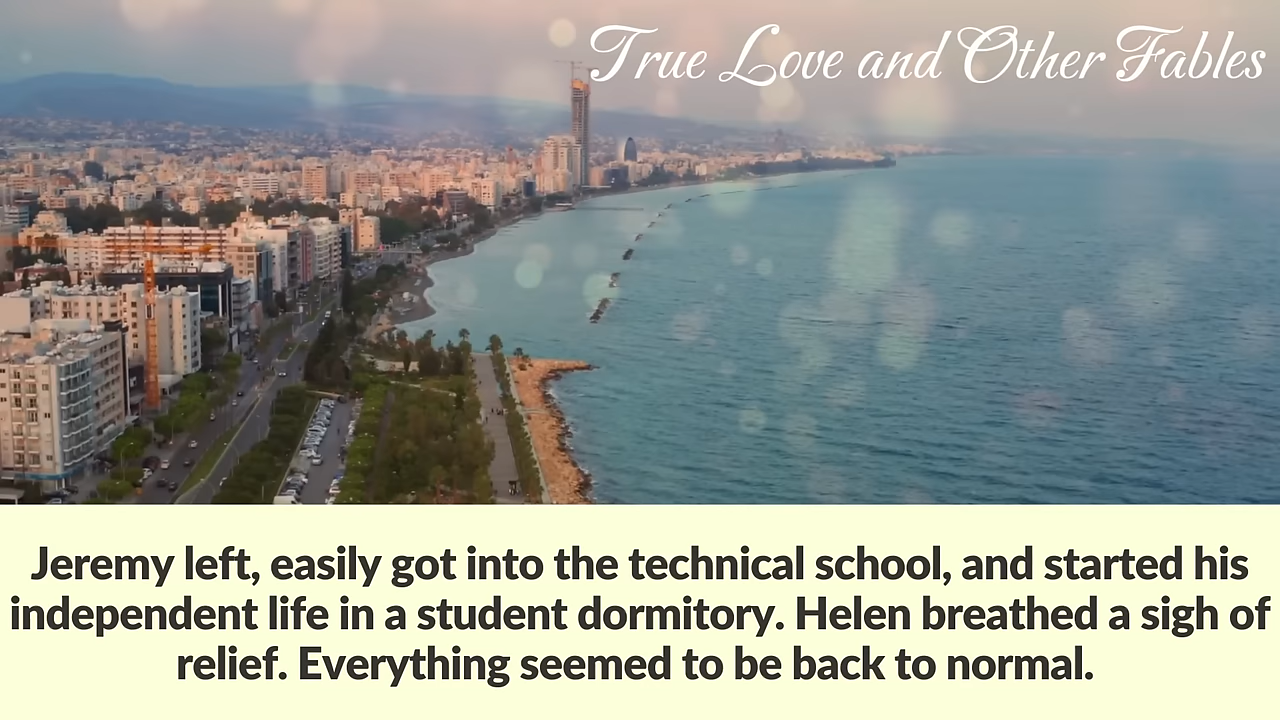 True Love and Other Fables
Jeremy left, easily got into the technical school, and started his
independent life in a student dormitory. Helen breathed a sigh of
relief. Everything seemed to be back to normal.